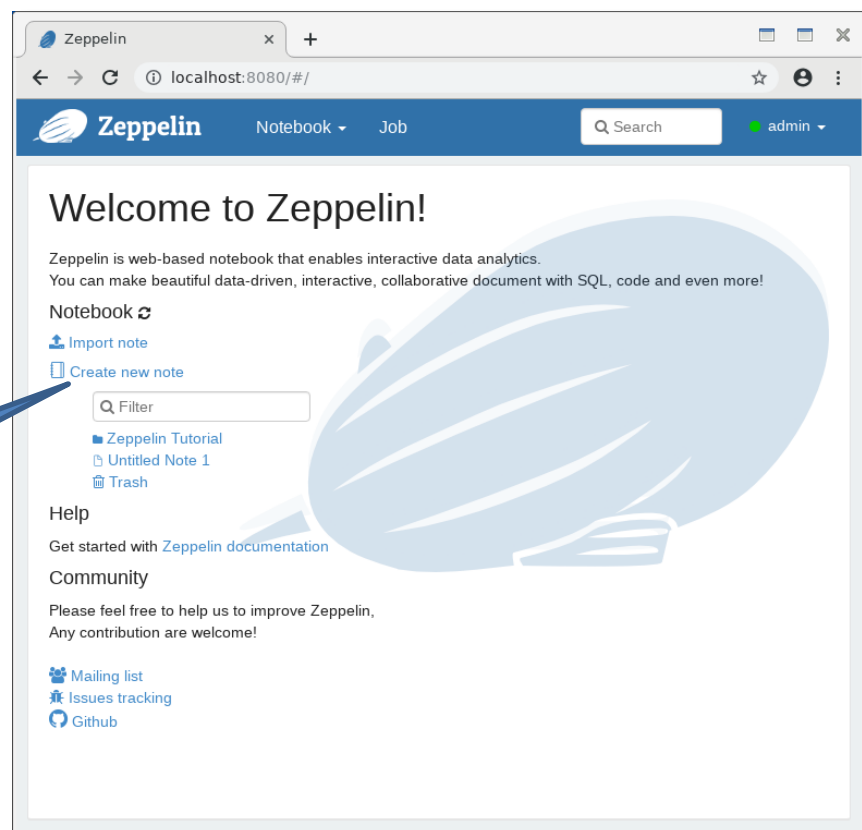 Zeppelin
localhost:8080/#/
Zeppelin Notebook Job Search admin
Welcome to Zeppelin!
Zeppelin is web-based notebook that enables interactive data analytics.
You can make beautiful data-driven, interactive, collaborative document with SQL, code and even more!
Notebook
Import note
Create new note
Filter
Zeppelin Tutorial
Untitled Note 1
Trash
Help
Get started with Zeppelin documentation
Community
Please feel free to help us to improve Zeppelin,
Any contribution are welcome!
Mailing list
Issues tracking
Github